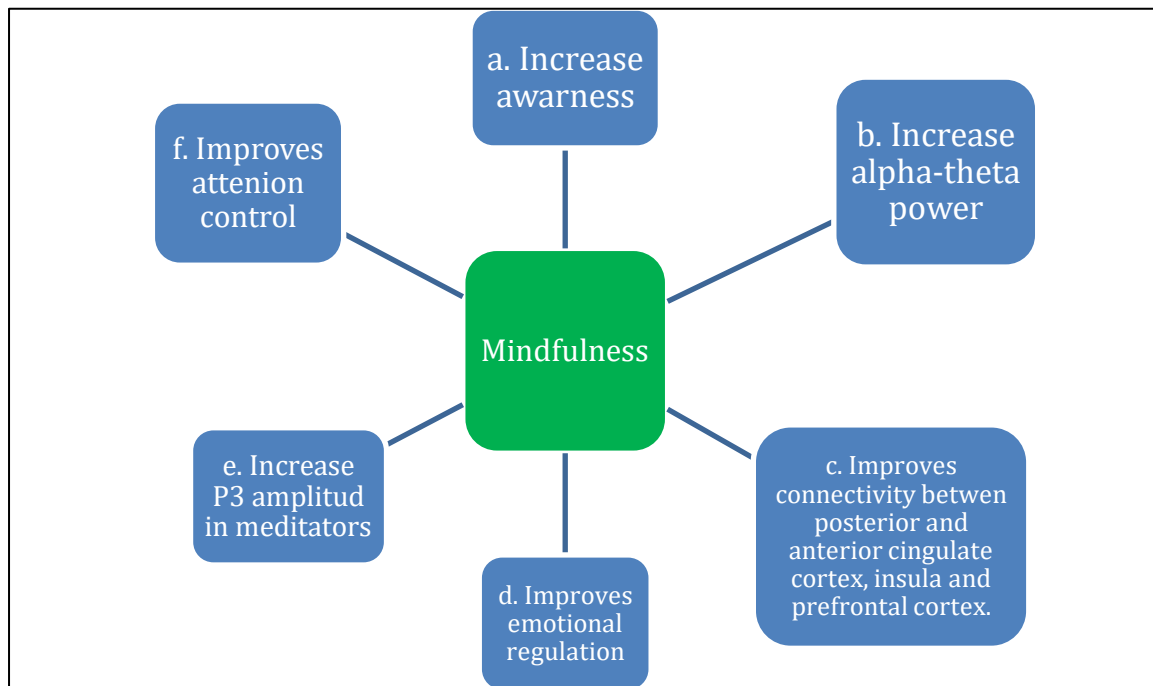 a. Increase
awarness
b. Increase
alpha-theta
power
f. Improves
attenion
control
Mindfulness
e. Increase
P3 amplitud
in meditators
c. Improves
connectivity betwen
posterior and
anterior cingulate
cortex, insula and
prefrontal cortex.
d. Improves
emotional
regulation